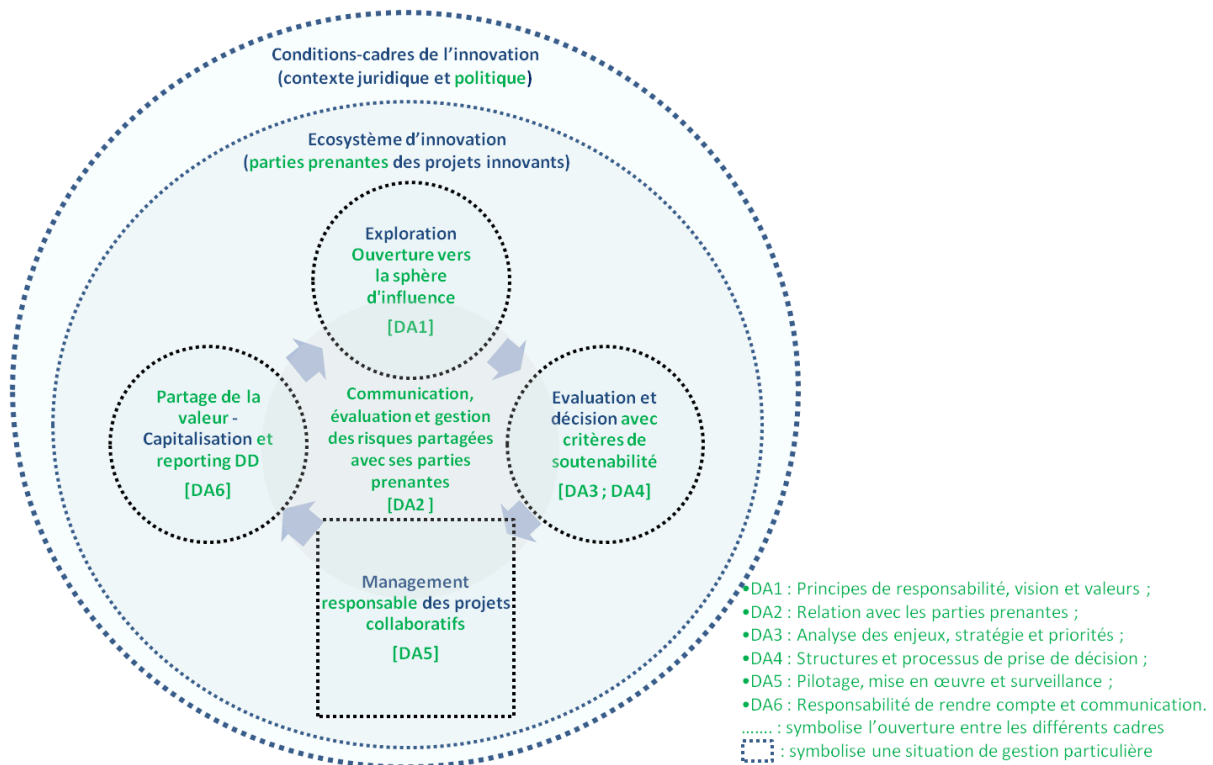 Conditions-cadres de l’innovation
(contexte juridique et politique)
Ecosystème d’innovation
(parties prenantes des projets innovants)
Exploration
Ouverture vers
la sphère
d'influence
[DA1]
Partage de la
valeur -
Capitalisation et
reporting DD
[DA6]
Communication,
évaluation et gestion
des risques partagées
avec ses parties
prenantes
[DA2 ]
Evaluation et
décision avec
critères de
soutenabilité
[DA3 ; DA4]
Management
responsable des projets
collaboratifs
[DA5]
•DA1 : Principes de responsabilité, vision et valeurs ;
•DA2 : Relation avec les parties prenantes ;
•DA3 : Analyse des enjeux, stratégie et priorités ;
•DA4 : Structures et processus de prise de décision ;
•DA5 : Pilotage, mise en œuvre et surveillance ;
•DA6 : Responsabilité de rendre compte et communication.
....... : symbolise l’ouverture entre les différents cadres
: symbolise une situation de gestion particulière